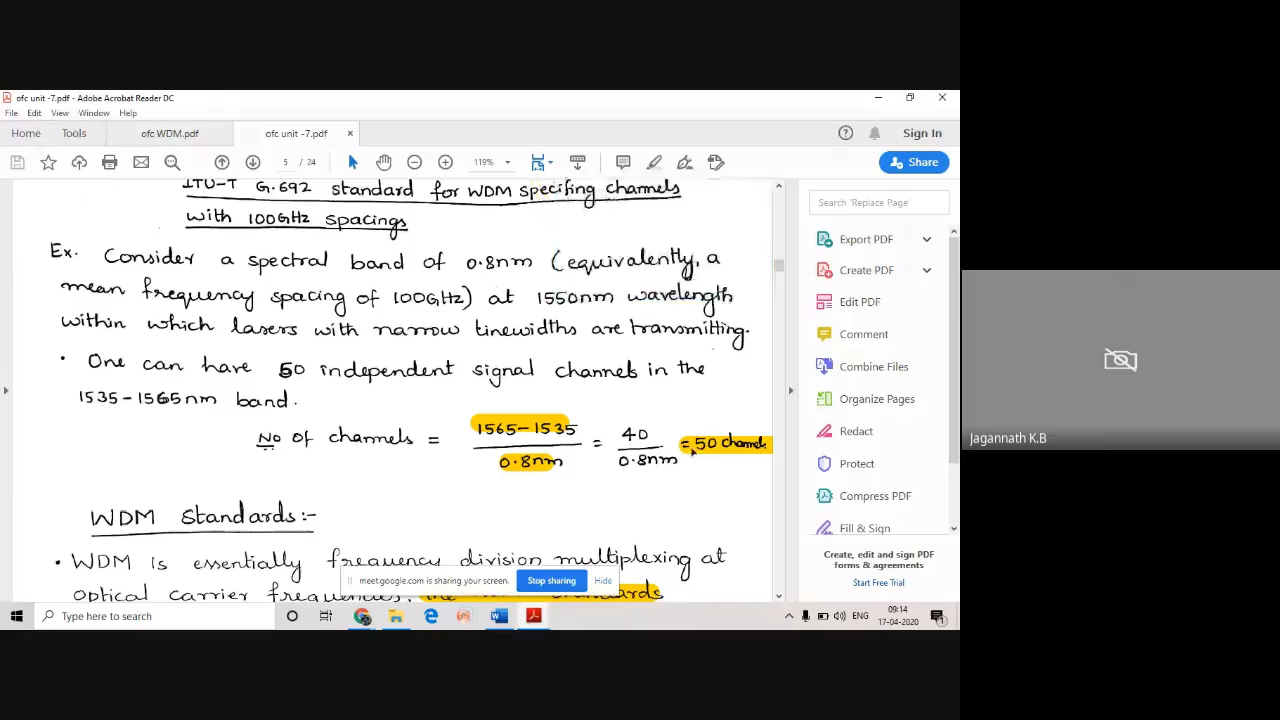 ofc unit -7.pdf - Adobe Acrobat Reader DC
File Edit View Window Help
Home Tools ofc WDM.pdf ofc unit -7.pdf × Sign In
5 / 24 119% Share
ITU-T G.692 standard for WDM specifing channels
with 100GHz spacings
Ex. Consider a spectral band of 0.8nm (equivalently, a
mean frequency spacing of 100GHz) at 1550nm wavelength
within which lasers with narrow linewidths are transmitting.
• One can have 50 independent signal channels in the
1535-1565nm band.
No of channels = 1565-1535 / 0.8nm = 40 / 0.8nm = 50 channel.
WDM Standards:-
• WDM is essentially frequency division multiplexing at
optical carrier frequencies. the standards
Search 'Replace Page'
Export PDF
Create PDF
Edit PDF
Comment
Combine Files
Organize Pages
Redact
Protect
Compress PDF
Fill & Sign
Create, edit and sign PDF
forms & agreements
Start Free Trial
meet.google.com is sharing your screen. Stop sharing Hide
Type here to search
ENG
09:14
17-04-2020
Jagannath K.B